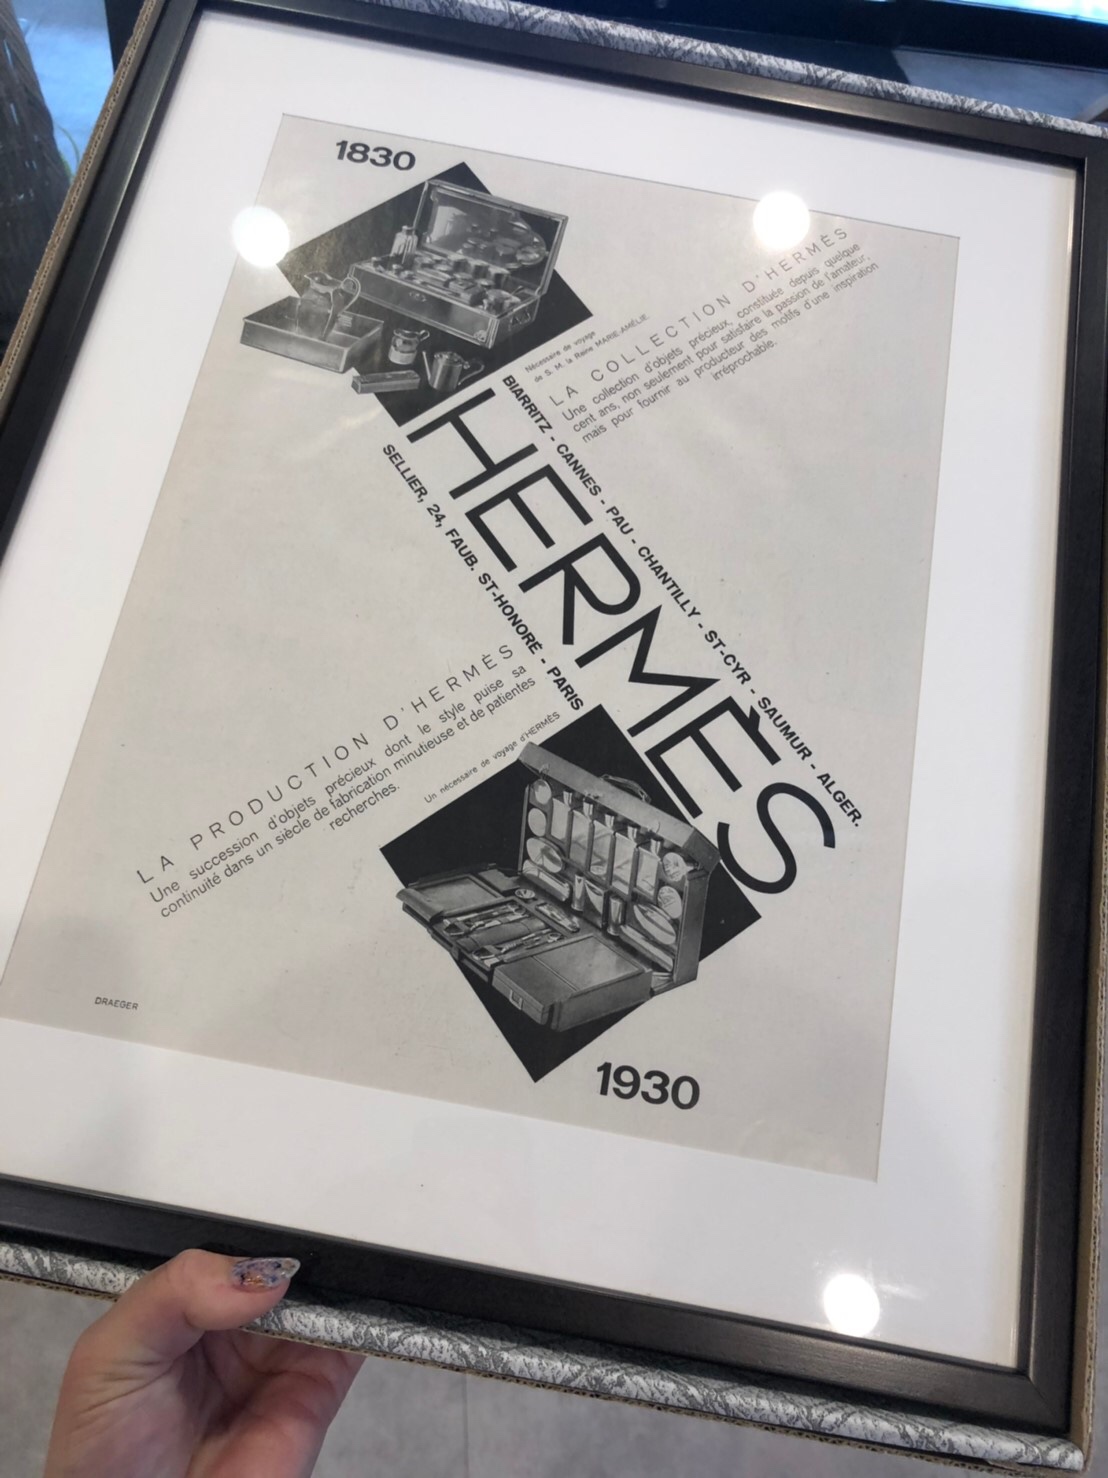 1830
Nécessaire de voyage
de S. M. la Reine MARIE-AMÉLIE
LA COLLECTION D'HERMÈS
Une collection d'objets précieux, constituée depuis quelque
cent ans, non seulement pour satisfaire la passion de l'amateur,
mais pour fournir au producteur des motifs d'une inspiration
irréprochable.
BIARRITZ - CANNES - PAU - CHANTILLY - ST-CYR - SAUMUR - ALGER.
HERMÈS
SELLIER, 24, FAUB. ST-HONORÉ - PARIS
LA PRODUCTION D'HERMÈS
Une succession d'objets précieux dont le style puise sa
continuité dans un siècle de fabrication minutieuse et de patientes
recherches.
Un nécessaire de voyage d'HERMÈS
DRAEGER
1930